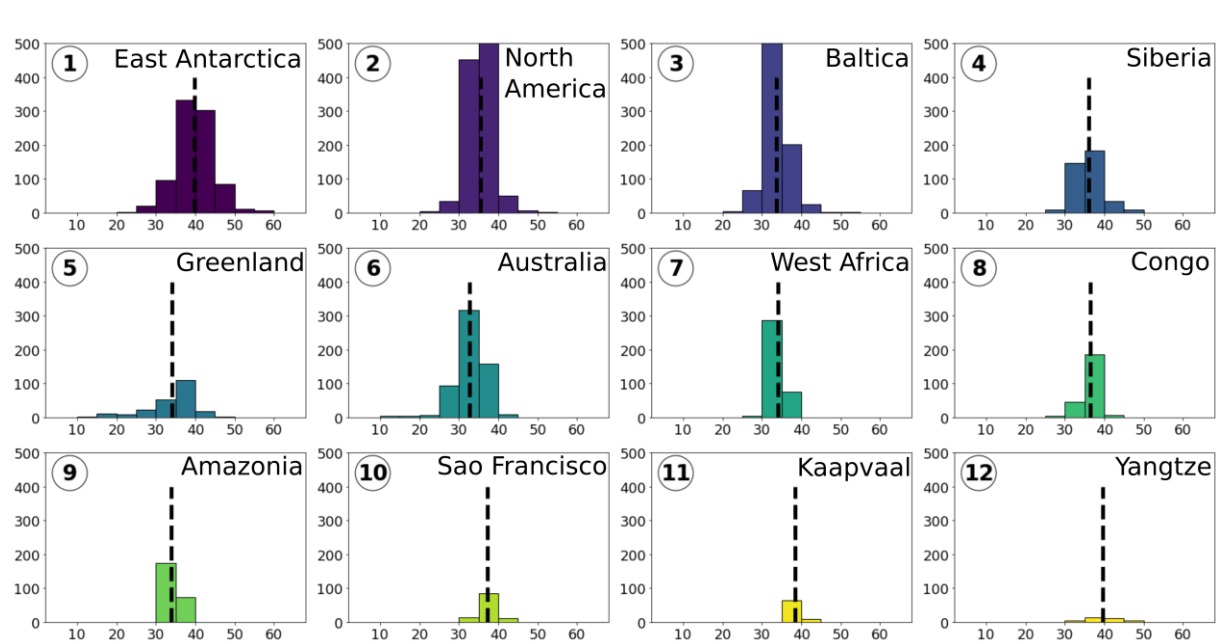 1 East Antarctica
500
400
300
200
100
0
10 20 30 40 50 60
2 North
America
500
400
300
200
100
0
10 20 30 40 50 60
3 Baltica
500
400
300
200
100
0
10 20 30 40 50 60
4 Siberia
500
400
300
200
100
0
10 20 30 40 50 60
5 Greenland
500
400
300
200
100
0
10 20 30 40 50 60
6 Australia
500
400
300
200
100
0
10 20 30 40 50 60
7 West Africa
500
400
300
200
100
0
10 20 30 40 50 60
8 Congo
500
400
300
200
100
0
10 20 30 40 50 60
9 Amazonia
500
400
300
200
100
0
10 20 30 40 50 60
10 Sao Francisco
500
400
300
200
100
0
10 20 30 40 50 60
11 Kaapvaal
500
400
300
200
100
0
10 20 30 40 50 60
12 Yangtze
500
400
300
200
100
0
10 20 30 40 50 60